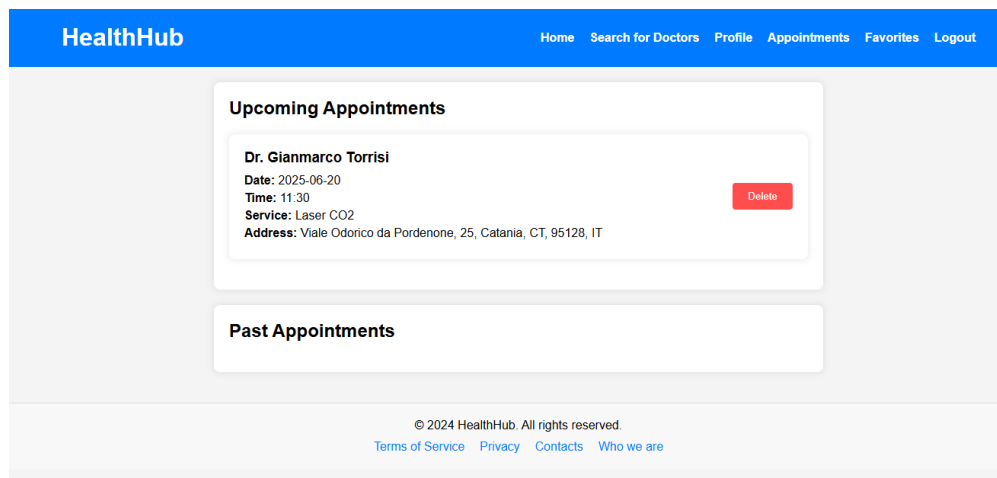 HealthHub
Home Search for Doctors Profile Appointments Favorites Logout
Upcoming Appointments
Dr. Gianmarco Torrisi
Date: 2025-06-20
Time: 11:30
Service: Laser CO2
Address: Viale Odorico da Pordenone, 25, Catania, CT, 95128, IT
Delete
Past Appointments
© 2024 HealthHub. All rights reserved.
Terms of Service Privacy Contacts Who we are